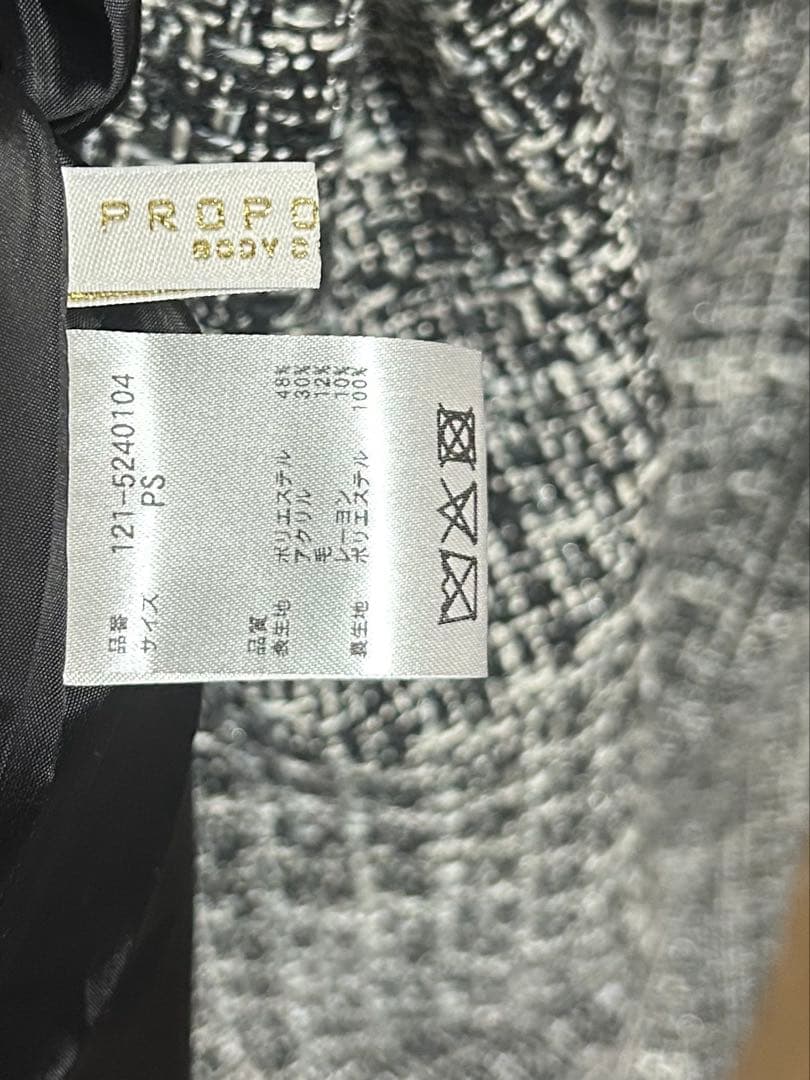 PROPO
BODY D
品番 121-5240104
サイズ PS
品質
表生地 ポリエステル 48%
アクリル 30%
毛 12%
レーヨン 10%
裏生地 ポリエステル 100%